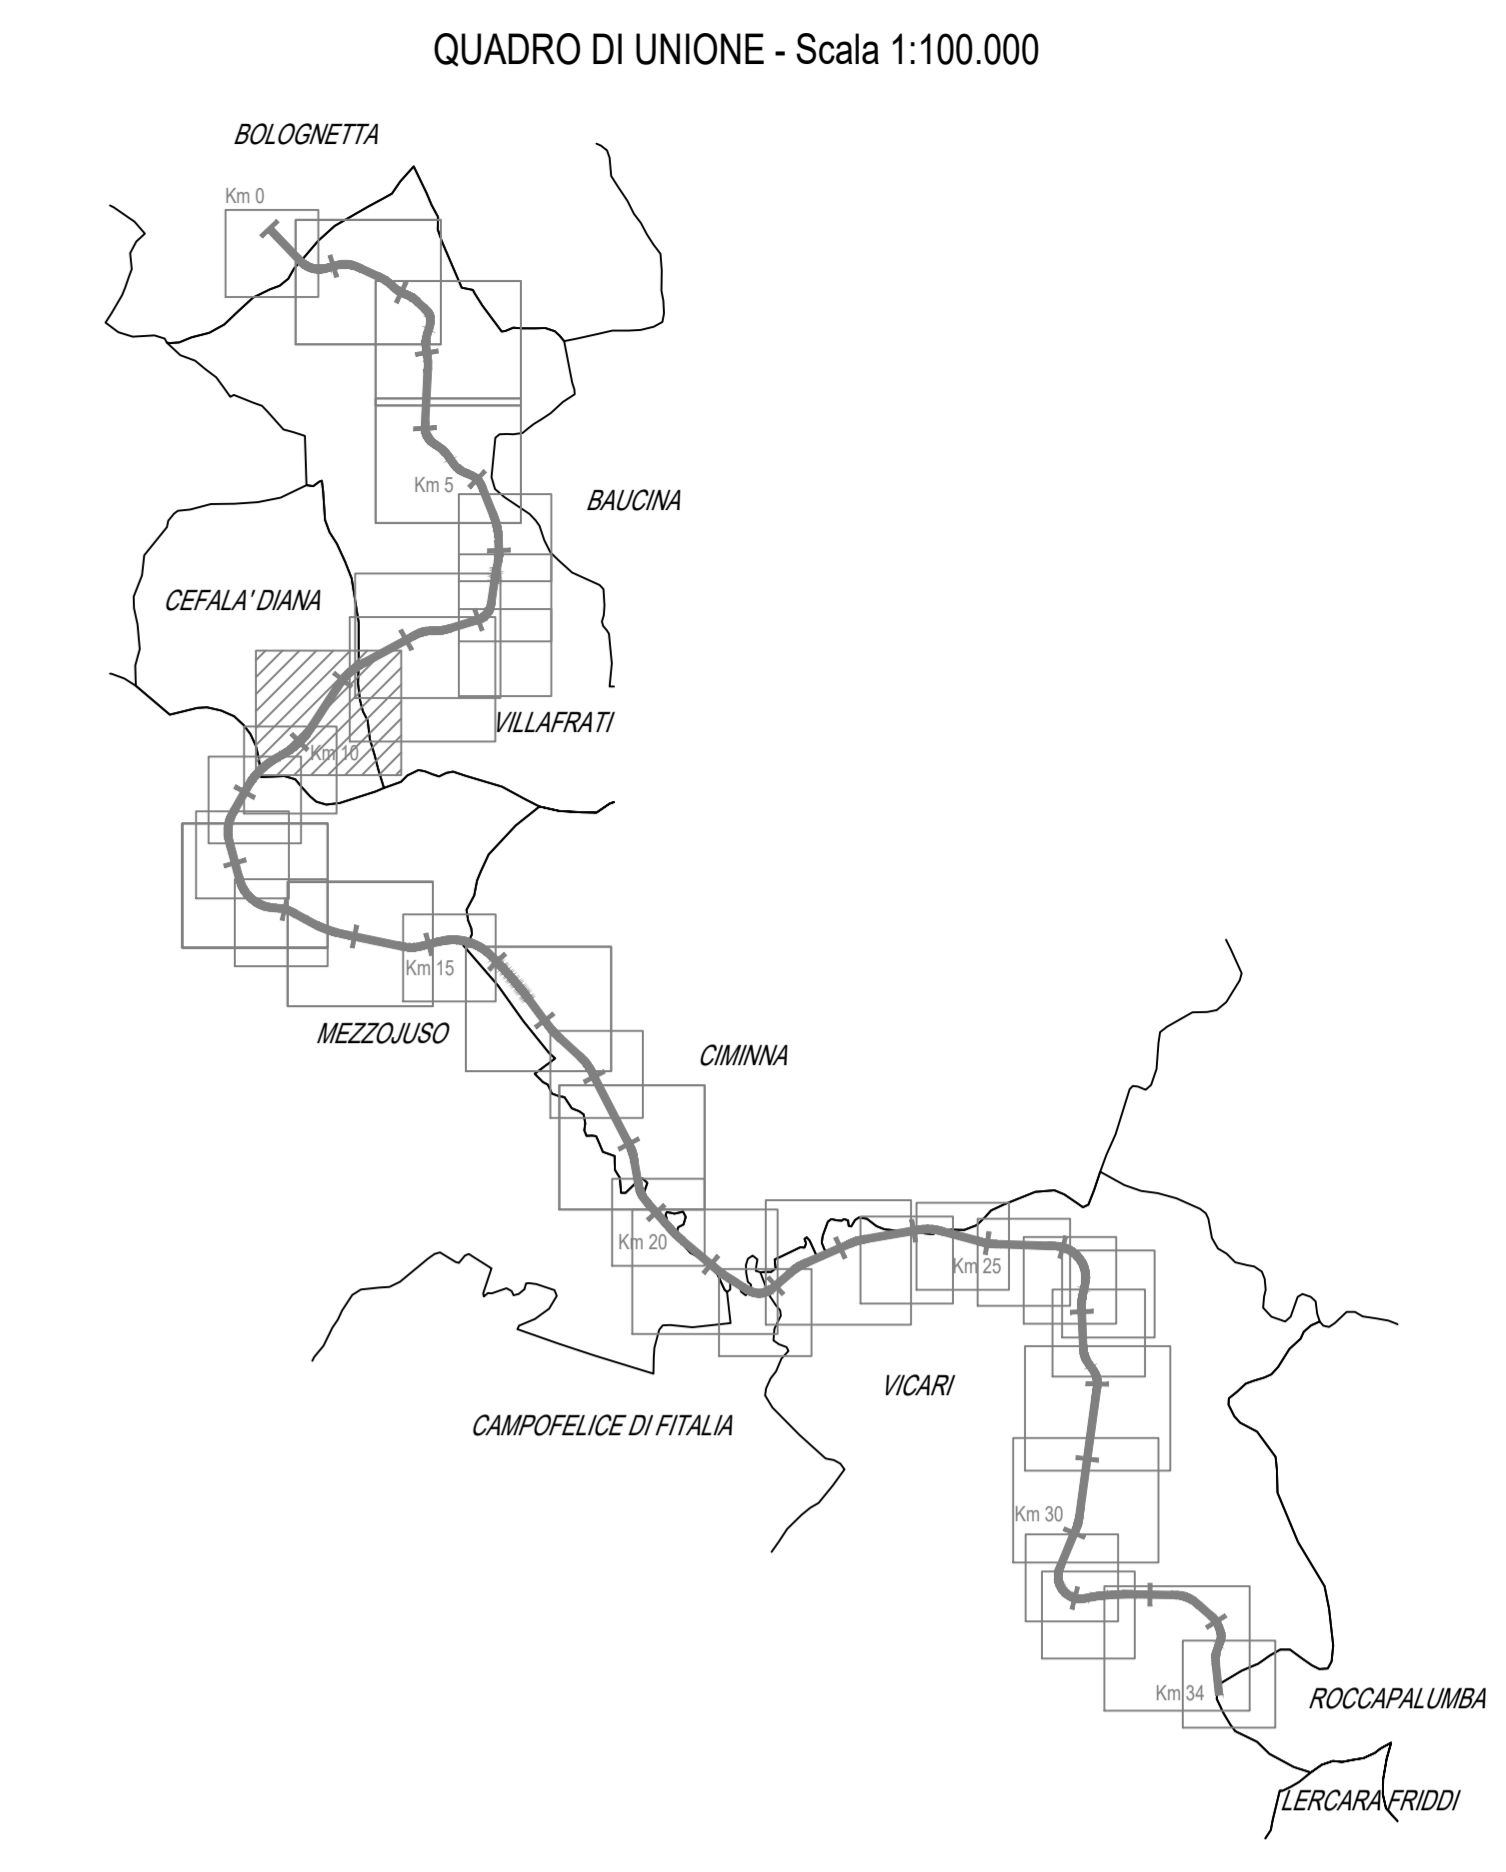 QUADRO DI UNIONE - Scala 1:100.000
BOLOGNETTA
Km 0
Km 5
BAUCINA
CEFALA' DIANA
VILLAFRATI
Km 10
Km 15
MEZZOJUSO
CIMINNA
Km 20
Km 25
VICARI
CAMPOFELICE DI FITALIA
Km 30
Km 34
ROCCAPALUMBA
LERCARA FRIDDI